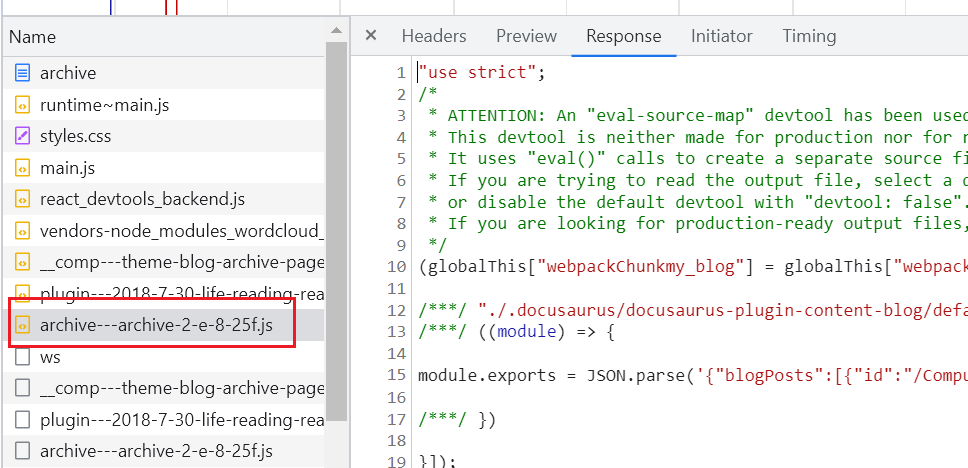 Name
archive
runtime~main.js
styles.css
main.js
react_devtools_backend.js
vendors-node_modules_wordcloud_
__comp---theme-blog-archive-page
plugin---2018-7-30-life-reading-rea
archive---archive-2-e-8-25f.js
ws
__comp---theme-blog-archive-page
plugin---2018-7-30-life-reading-rea
archive---archive-2-e-8-25f.js
× Headers Preview Response Initiator Timing
1 "use strict";
2 /*
3 * ATTENTION: An "eval-source-map" devtool has been used
4 * This devtool is neither made for production nor for r
5 * It uses "eval()" calls to create a separate source fi
6 * If you are trying to read the output file, select a d
7 * or disable the default devtool with "devtool: false".
8 * If you are looking for production-ready output files,
9 */
10 (globalThis["webpackChunkmy_blog"] = globalThis["webpack
11
12 /***/ "./.docusaurus/docusaurus-plugin-content-blog/defa
13 /***/ ((module) => {
14
15 module.exports = JSON.parse('{"blogPosts":[{"id":"/Compu
16
17 /***/ })
18
19 }]);